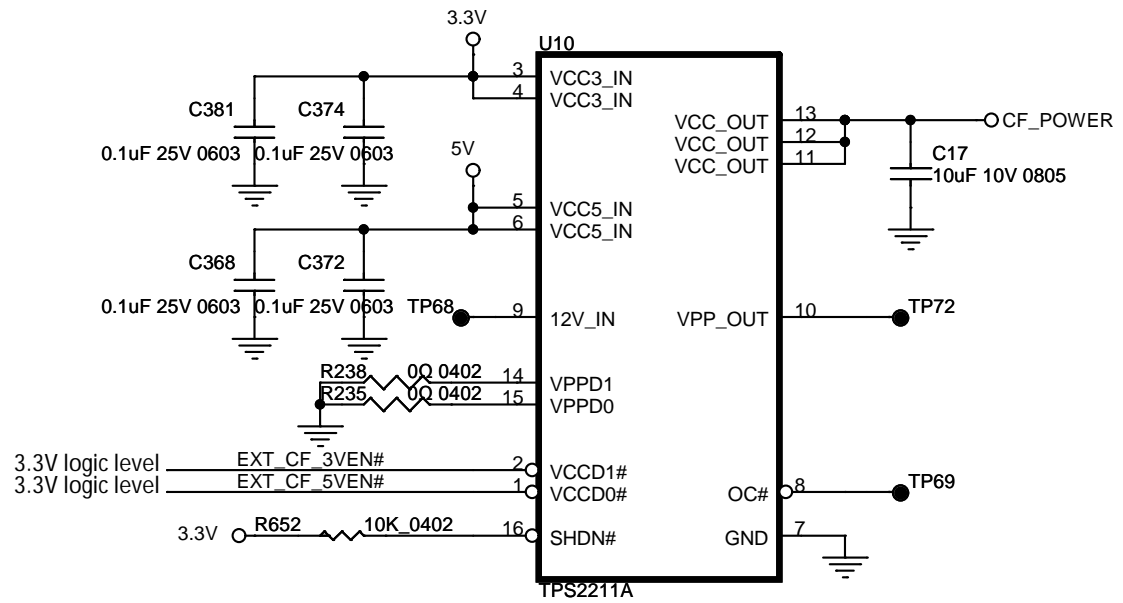 3.3V
U10
3 VCC3_IN
4 VCC3_IN
C381 C374
0.1uF 25V 0603 0.1uF 25V 0603
VCC_OUT 13 CF_POWER
VCC_OUT 12
VCC_OUT 11
C17
10uF 10V 0805
5V
5 VCC5_IN
6 VCC5_IN
C368 C372
0.1uF 25V 0603 0.1uF 25V 0603
TP68 9 12V_IN
VPP_OUT 10 TP72
R238 0Ω 0402 14 VPPD1
R235 0Ω 0402 15 VPPD0
3.3V logic level EXT_CF_3VEN# 2 VCCD1#
3.3V logic level EXT_CF_5VEN# 1 VCCD0#
OC# 8 TP69
3.3V R652 10K_0402 16 SHDN#
GND 7
TPS2211A